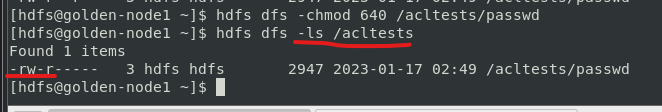 [hdfs@golden-node1 ~]$ hdfs dfs -chmod 640 /acltests/passwd
[hdfs@golden-node1 ~]$ hdfs dfs -ls /acltests
Found 1 items
-rw-r-----   3 hdfs hdfs       2947 2023-01-17 02:49 /acltests/passwd
[hdfs@golden-node1 ~]$